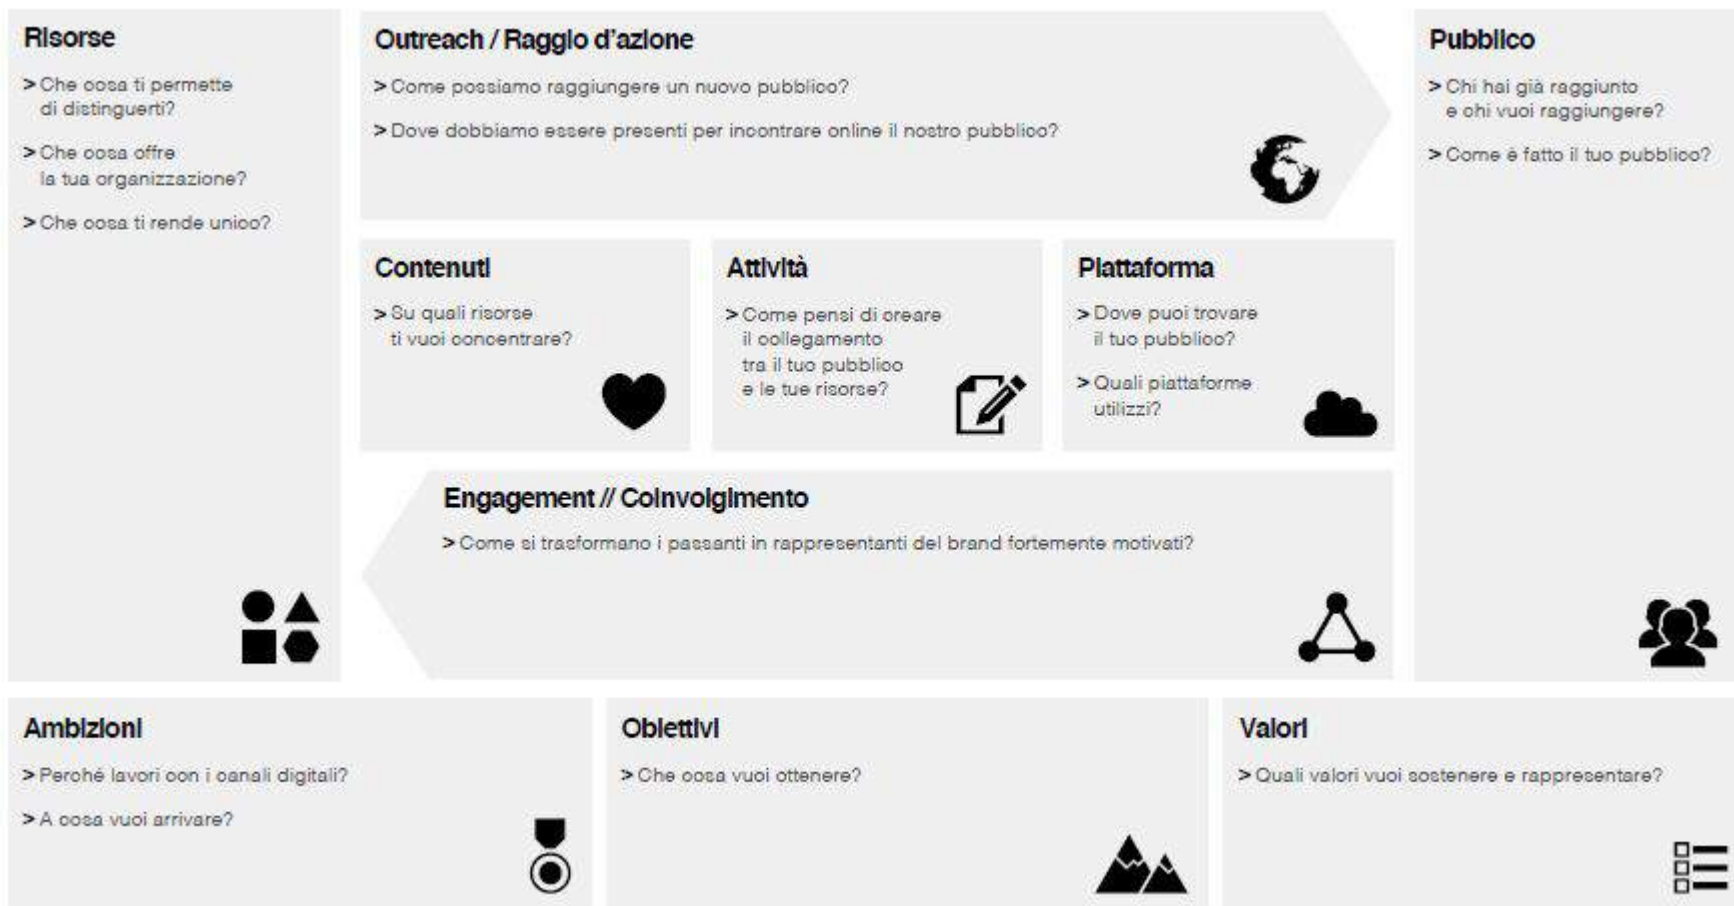 Risorse
> Che cosa ti permette
di distinguerti?
> Che cosa offre
la tua organizzazione?
> Che cosa ti rende unico?
Outreach / Raggio d'azione
> Come possiamo raggiungere un nuovo pubblico?
> Dove dobbiamo essere presenti per incontrare online il nostro pubblico?
Pubblico
> Chi hai già raggiunto
e chi vuoi raggiungere?
> Come è fatto il tuo pubblico?
Contenuti
> Su quali risorse
ti vuoi concentrare?
Attività
> Come pensi di creare
il collegamento
tra il tuo pubblico
e le tue risorse?
Piattaforma
> Dove puoi trovare
il tuo pubblico?
> Quali piattaforme
utilizzi?
Engagement // Coinvolgimento
> Come si trasformano i passanti in rappresentanti del brand fortemente motivati?
Ambizioni
> Perché lavori con i canali digitali?
> A cosa vuoi arrivare?
Obiettivi
> Che cosa vuoi ottenere?
Valori
> Quali valori vuoi sostenere e rappresentare?